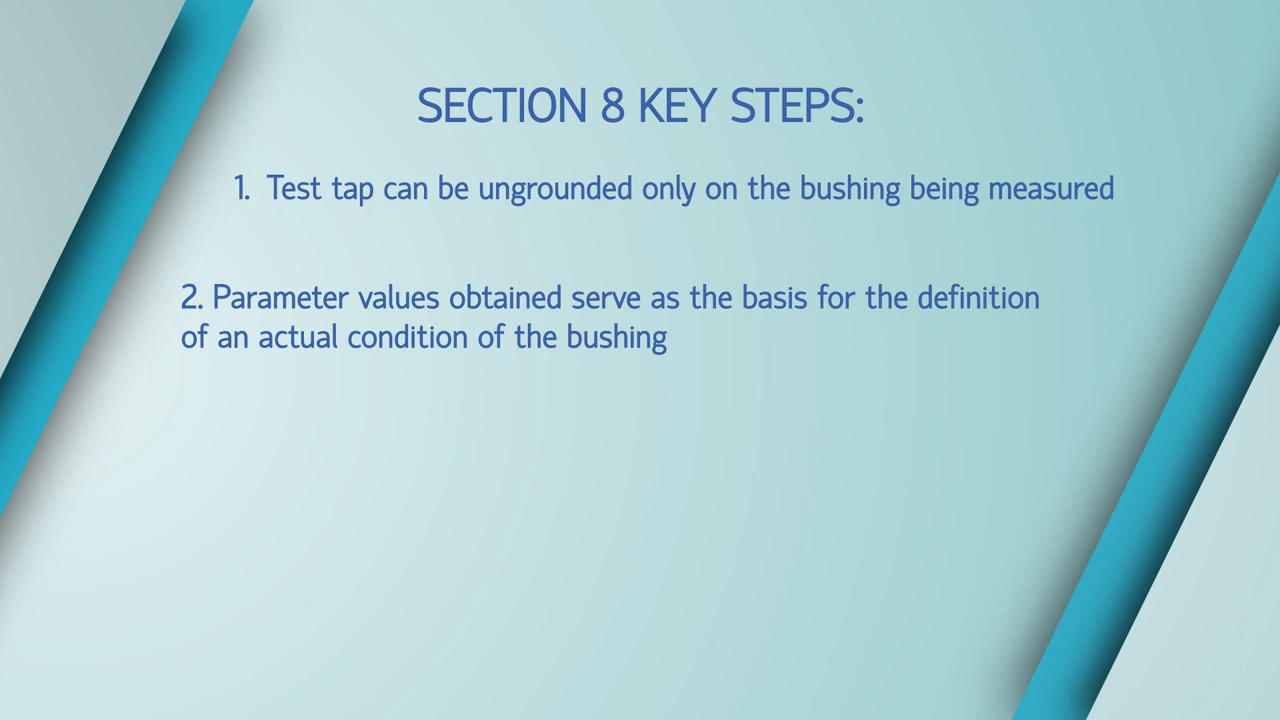 SECTION 8 KEY STEPS:
1. Test tap can be ungrounded only on the bushing being measured
2. Parameter values obtained serve as the basis for the definition
of an actual condition of the bushing